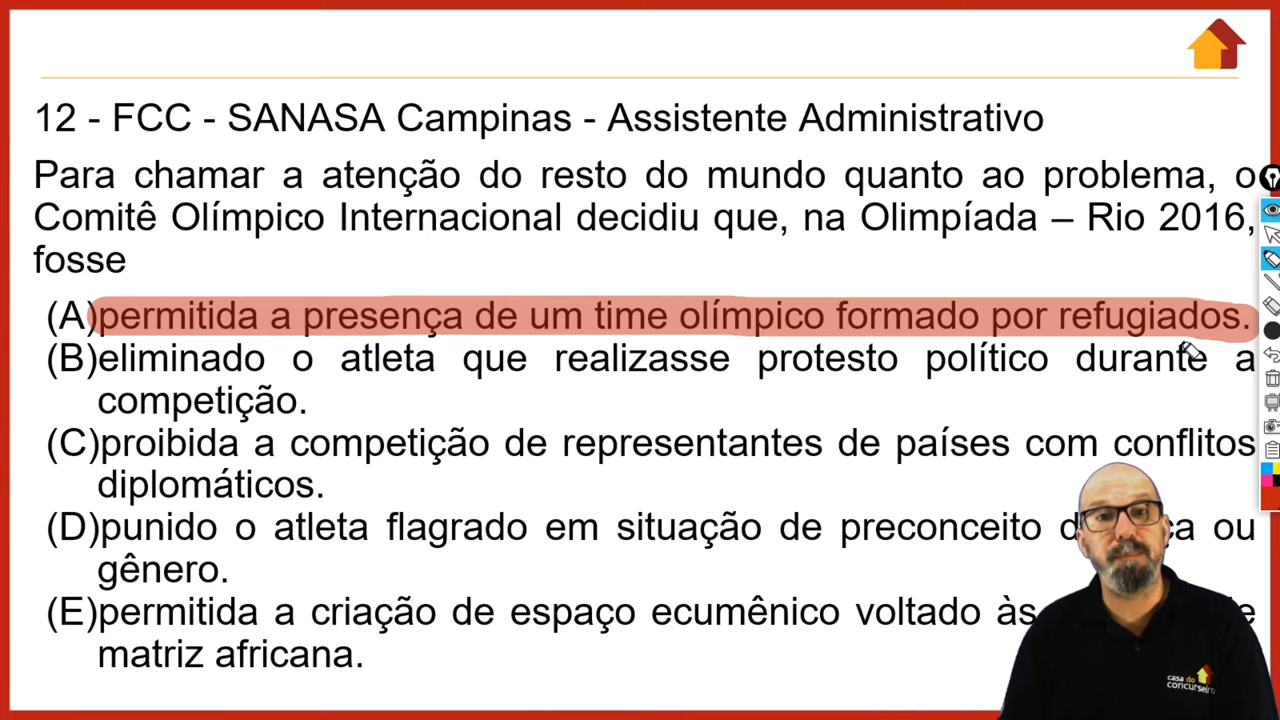 12 - FCC - SANASA Campinas - Assistente Administrativo
Para chamar a atenção do resto do mundo quanto ao problema, o
Comitê Olímpico Internacional decidiu que, na Olimpíada – Rio 2016,
fosse
(A)permitida a presença de um time olímpico formado por refugiados.
(B)eliminado o atleta que realizasse protesto político durante a
competição.
(C)proibida a competição de representantes de países com conflitos
diplomáticos.
(D)punido o atleta flagrado em situação de preconceito ou
gênero.
(E)permitida a criação de espaço ecumênico voltado às
matriz africana.
casa do
concurseiro